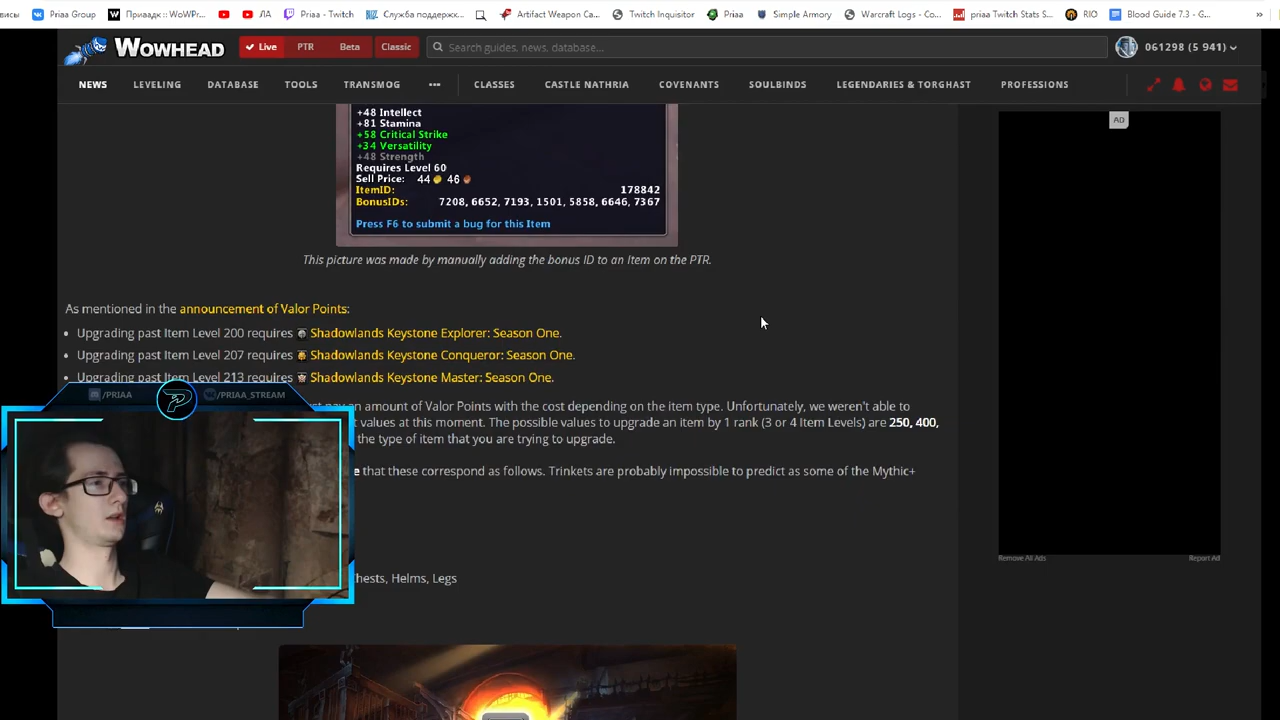 висы
Priaa Group
Приаадк :: WoWPr...
ЛА
Priaa - Twitch
Служба поддержк...
Artifact Weapon Ca...
Twitch Inquisitor
Priaa
Simple Armory
Warcraft Logs - Co...
priaa Twitch Stats S...
RIO
Blood Guide 7.3 - G...
»
WOWHEAD
Live
PTR
Beta
Classic
Search guides, news, database...
061298 (5 941)
NEWS
LEVELING
DATABASE
TOOLS
TRANSMOG
CLASSES
CASTLE NATHRIA
COVENANTS
SOULBINDS
LEGENDARIES & TORGHAST
PROFESSIONS
AD
+48 Intellect
+81 Stamina
+58 Critical Strike
+34 Versatility
+48 Strength
Requires Level 60
Sell Price: 44 46
ItemID: 178842
BonusIDs: 7208, 6652, 7193, 1501, 5858, 6646, 7367
Press F6 to submit a bug for this Item
This picture was made by manually adding the bonus ID to an Item on the PTR.
As mentioned in the announcement of Valor Points:
Upgrading past Item Level 200 requires Shadowlands Keystone Explorer: Season One.
Upgrading past Item Level 207 requires Shadowlands Keystone Conqueror: Season One.
Upgrading past Item Level 213 requires Shadowlands Keystone Master: Season One.
/PRIAA
/PRIAA_STREAM
pay an amount of Valor Points with the cost depending on the item type. Unfortunately, we weren't able to
values at this moment. The possible values to upgrade an item by 1 rank (3 or 4 Item Levels) are 250, 400,
the type of item that you are trying to upgrade.
that these correspond as follows. Trinkets are probably impossible to predict as some of the Mythic+
Remove All Ads
Report Ad
hests, Helms, Legs